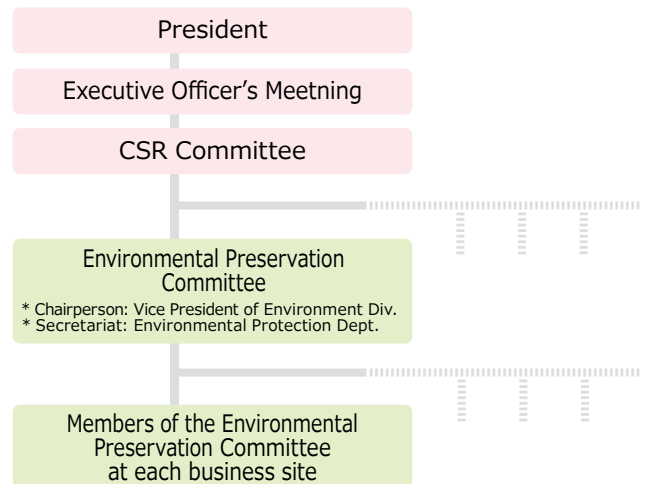 President
Executive Officer's Meetning
CSR Committee
Environmental Preservation
Committee
* Chairperson: Vice President of Environment Div.
* Secretariat: Environmental Protection Dept.
Members of the Environmental
Preservation Committee
at each business site